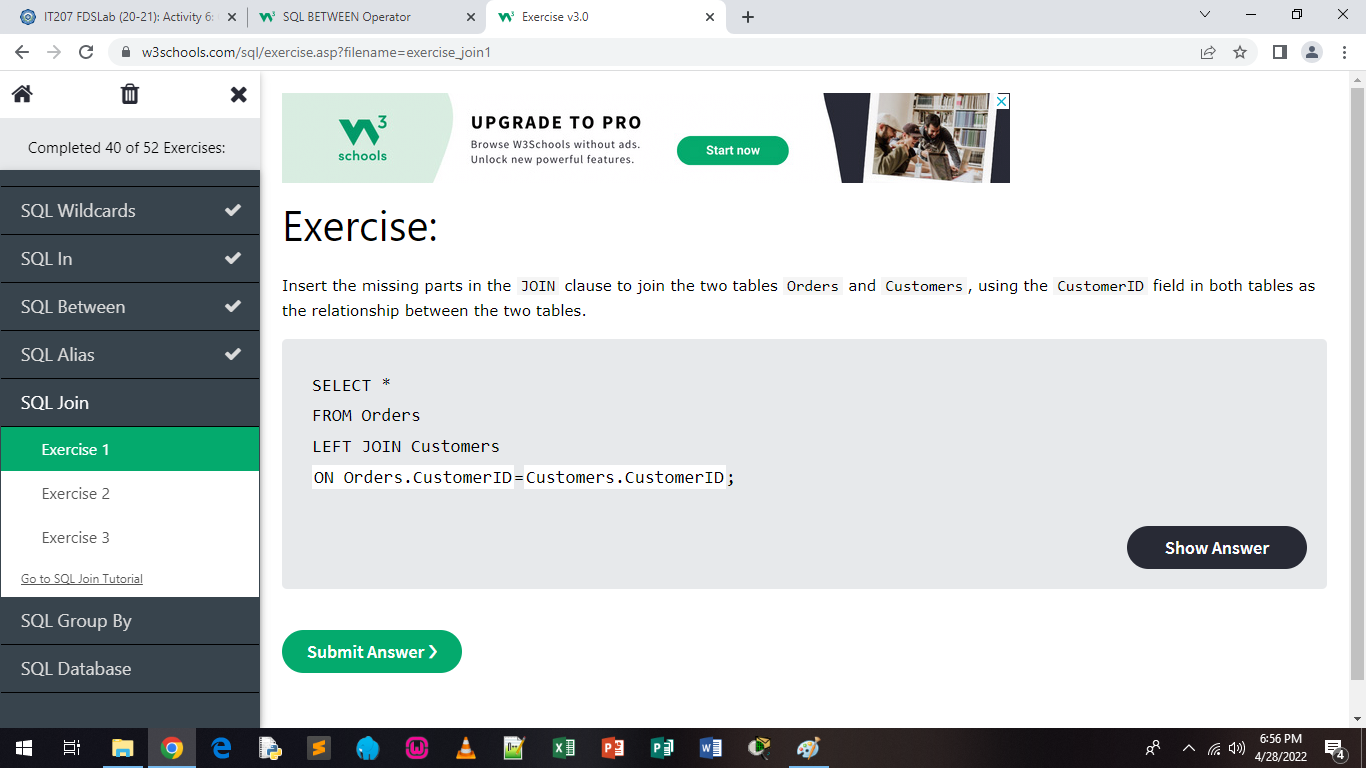 IT207 FDSLab (20-21): Activity 6:
SQL BETWEEN Operator
Exercise v3.0
w3schools.com/sql/exercise.asp?filename=exercise_join1
Completed 40 of 52 Exercises:
SQL Wildcards
SQL In
SQL Between
SQL Alias
SQL Join
Exercise 1
Exercise 2
Exercise 3
Go to SQL Join Tutorial
SQL Group By
SQL Database
3
schools
UPGRADE TO PRO
Browse W3Schools without ads.
Unlock new powerful features.
Start now
Exercise:
Insert the missing parts in the JOIN clause to join the two tables Orders and Customers, using the CustomerID field in both tables as
the relationship between the two tables.
SELECT *
FROM Orders
LEFT JOIN Customers
ON Orders.CustomerID=Customers.CustomerID;
Show Answer
Submit Answer ❯
6:56 PM
4/28/2022
4